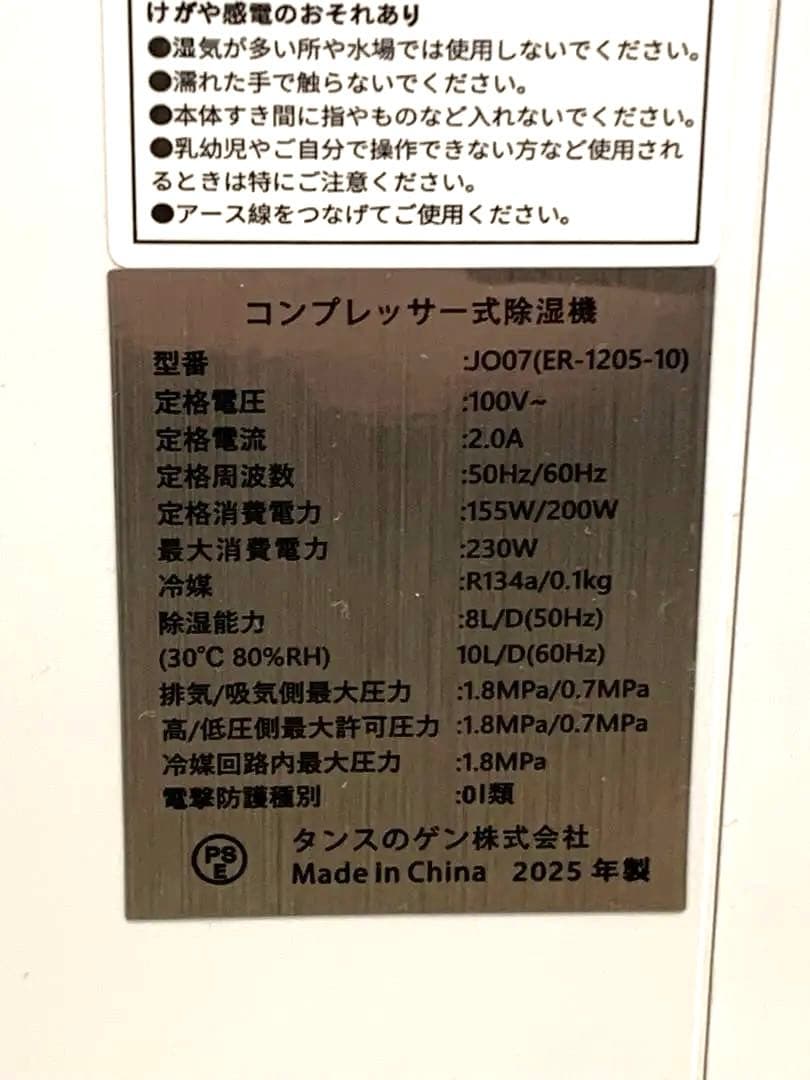 けがや感電のおそれあり
●湿気が多い所や水場では使用しないでください。
●濡れた手で触らないでください。
●本体すき間に指やものなど入れないでください。
●乳幼児やご自分で操作できない方など使用され
るときは特にご注意ください。
●アース線をつなげてご使用ください。
コンプレッサー式除湿機
型番 :JO07(ER-1205-10)
定格電圧 :100V~
定格電流 :2.0A
定格周波数 :50Hz/60Hz
定格消費電力 :155W/200W
最大消費電力 :230W
冷媒 :R134a/0.1kg
除湿能力 :8L/D(50Hz)
(30℃ 80%RH) 10L/D(60Hz)
排気/吸気側最大圧力 :1.8MPa/0.7MPa
高/低圧側最大許可圧力 :1.8MPa/0.7MPa
冷媒回路内最大圧力 :1.8MPa
電撃防護種別 :0I類
PSE タンスのゲン株式会社
Made In China 2025 年製